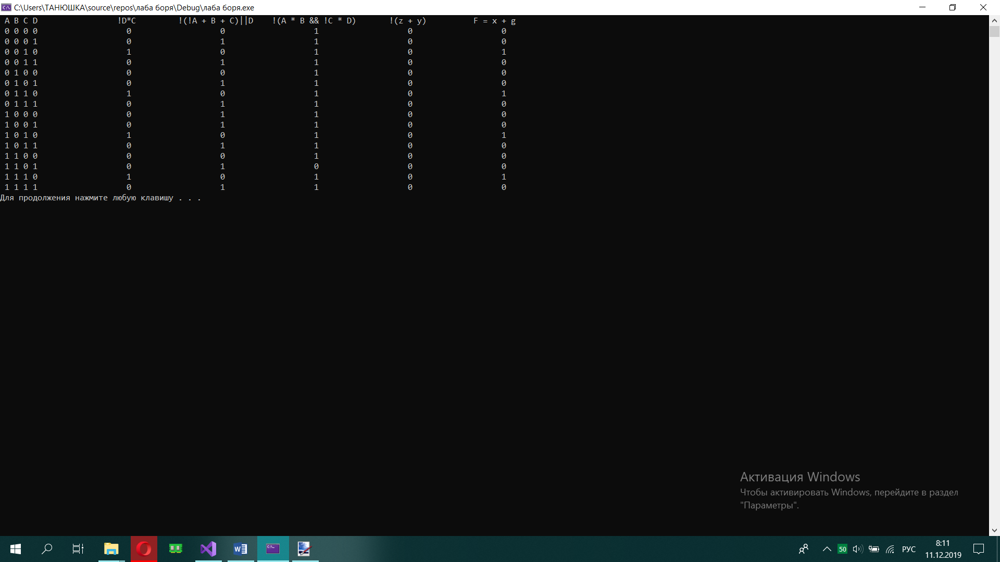 C:\Users\ТАНЮШКА\source\repos\лаба боря\Debug\лаба боря.exe
A B C D !D*C !(!A + B + C)||D !(A * B && !C * D) !(z + y) F = x + g
0 0 0 0 0 0 1 0 0
0 0 0 1 0 1 1 0 0
0 0 1 0 1 0 1 0 1
0 0 1 1 0 1 1 0 0
0 1 0 0 0 0 1 0 0
0 1 0 1 0 1 1 0 0
0 1 1 0 1 0 1 0 1
0 1 1 1 0 1 1 0 0
1 0 0 0 0 1 1 0 0
1 0 0 1 0 1 1 0 0
1 0 1 0 1 0 1 0 1
1 0 1 1 0 1 1 0 0
1 1 0 0 0 0 1 0 0
1 1 0 1 0 1 0 0 0
1 1 1 0 1 0 1 0 1
1 1 1 1 0 1 1 0 0
Для продолжения нажмите любую клавишу . . .
Активация Windows
Чтобы активировать Windows, перейдите в раздел
"Параметры".
50 РУС 8:11
11.12.2019